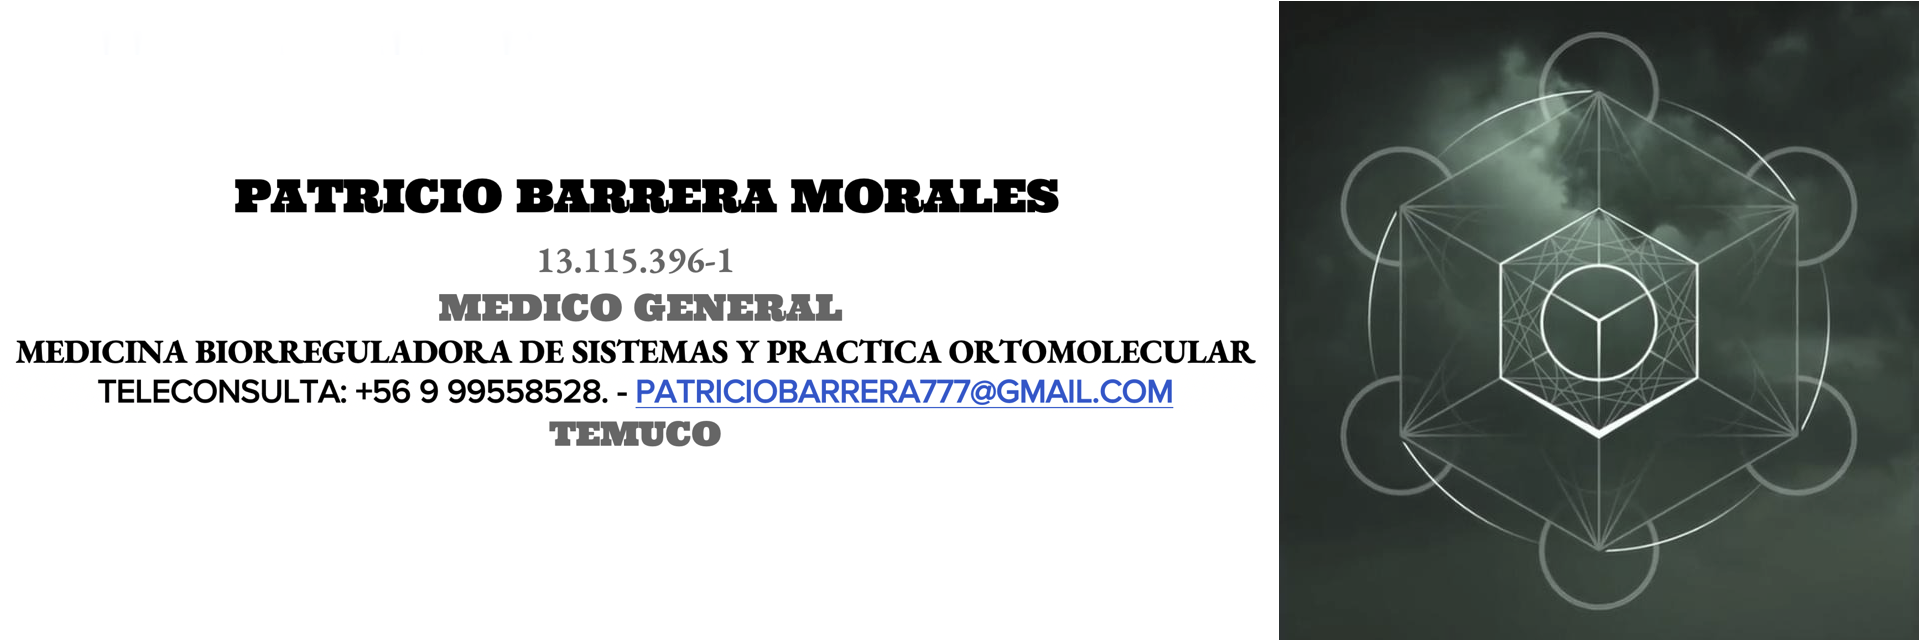 PATRICIO BARRERA MORALES
13.115.396-1
MEDICO GENERAL
MEDICINA BIORREGULADORA DE SISTEMAS Y PRACTICA ORTOMOLECULAR
TELECONSULTA: +56 9 99558528. - PATRICIOBARRERA777@GMAIL.COM
TEMUCO